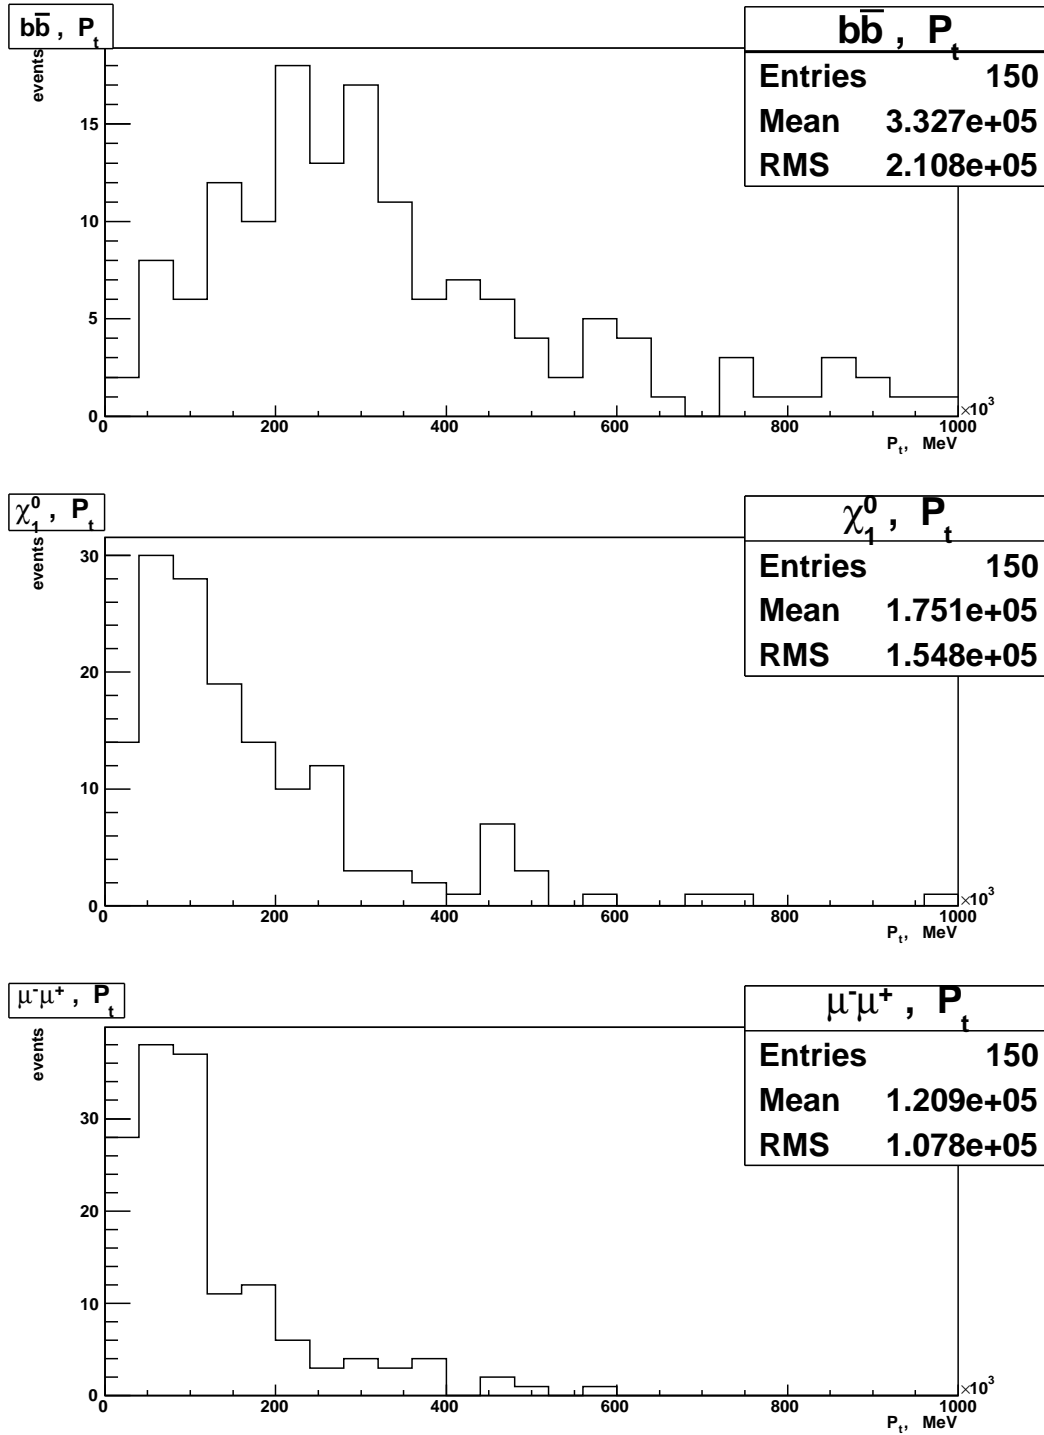 bb̅ , Pₜ
events
bb̅ , Pₜ
Entries 150
Mean 3.327e+05
RMS 2.108e+05
15
10
5
0
0 200 400 600 800 1000
×10³
Pₜ, MeV
χ₁⁰ , Pₜ
events
χ₁⁰ , Pₜ
Entries 150
Mean 1.751e+05
RMS 1.548e+05
30
20
10
0
0 200 400 600 800 1000
×10³
Pₜ, MeV
μ⁻μ⁺ , Pₜ
events
μ⁻μ⁺ , Pₜ
Entries 150
Mean 1.209e+05
RMS 1.078e+05
30
20
10
0
0 200 400 600 800 1000
×10³
Pₜ, MeV